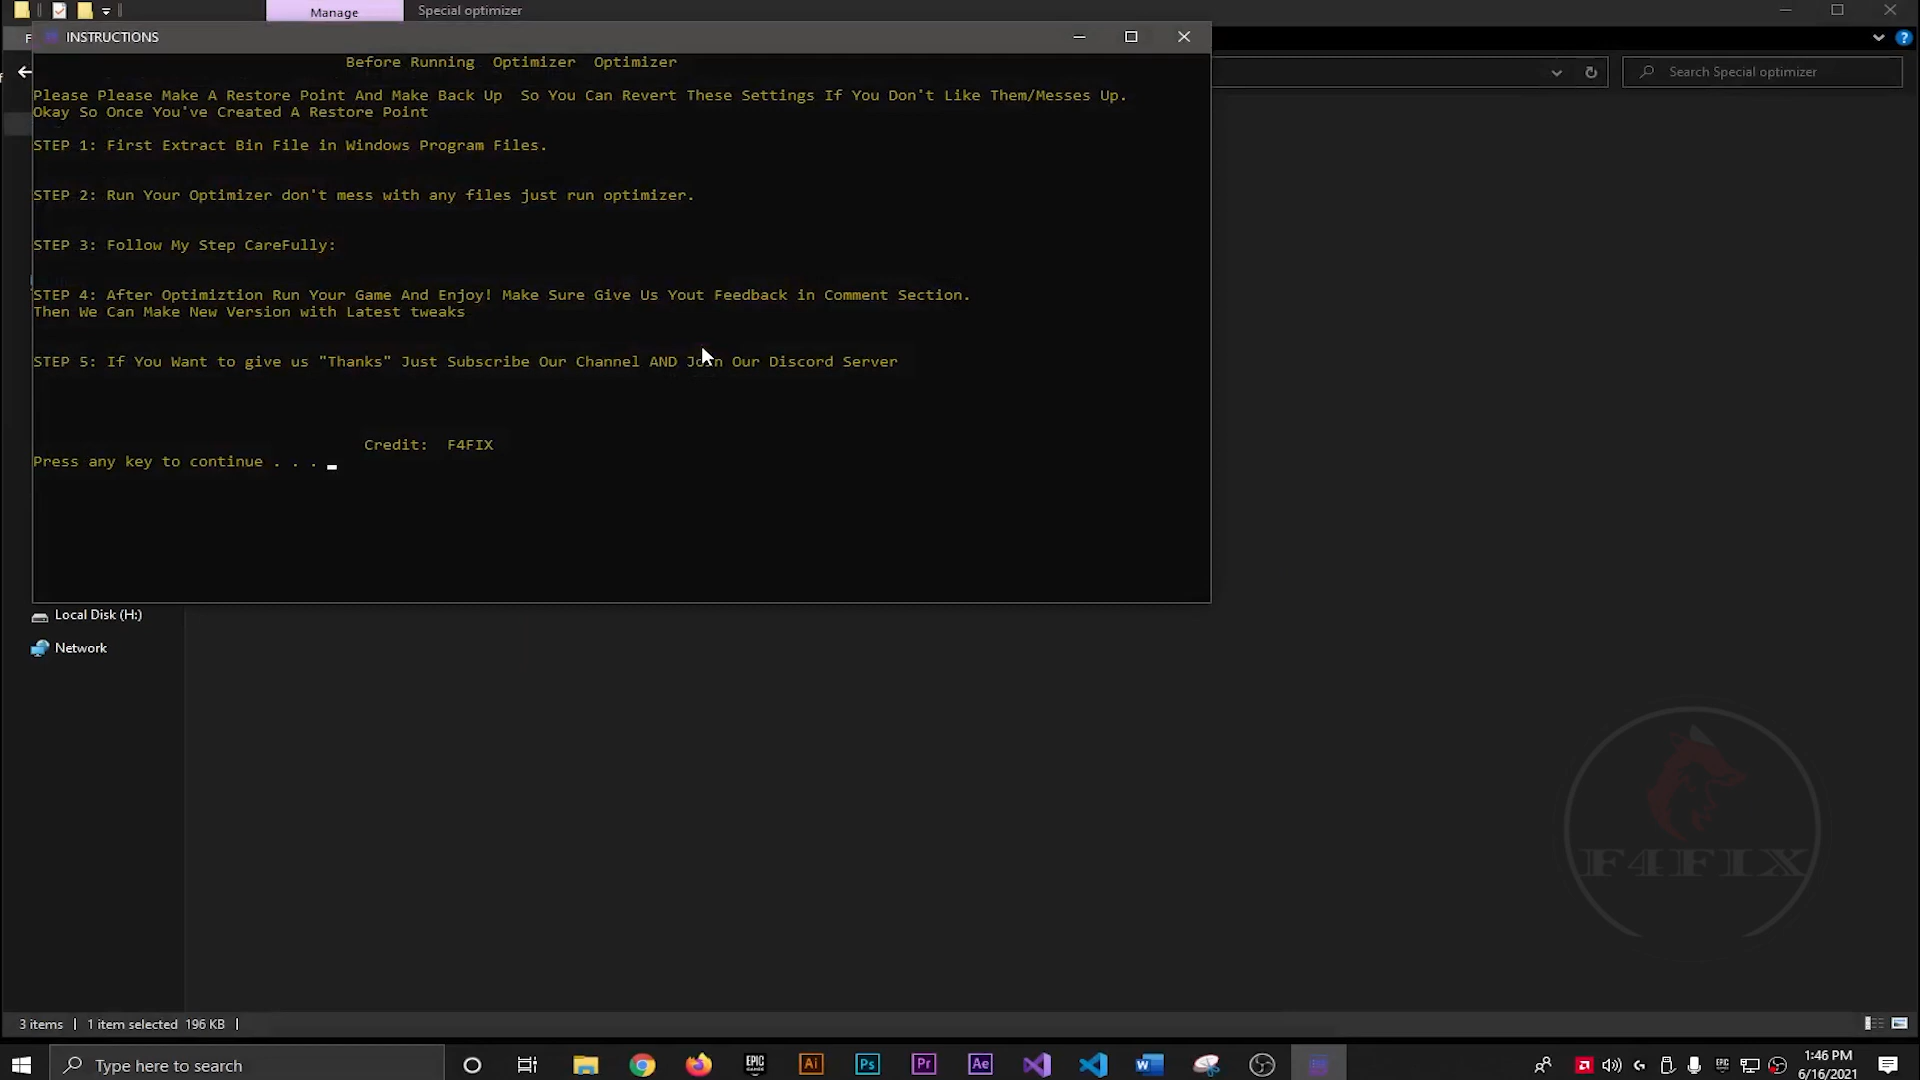 Manage
Special optimizer
INSTRUCTIONS
Search Special optimizer
Before Running  Optimizer  Optimizer
Please Please Make A Restore Point And Make Back Up  So You Can Revert These Settings If You Don't Like Them/Messes Up.
Okay So Once You've Created A Restore Point
STEP 1: First Extract Bin File in Windows Program Files.
STEP 2: Run Your Optimizer don't mess with any files just run optimizer.
STEP 3: Follow My Step CareFully:
STEP 4: After Optimiztion Run Your Game And Enjoy! Make Sure Give Us Yout Feedback in Comment Section.
Then We Can Make New Version with Latest tweaks
STEP 5: If You Want to give us "Thanks" Just Subscribe Our Channel AND Join Our Discord Server
Credit:  F4FIX
Press any key to continue . . .
Local Disk (H:)
Network
F4FIX
3 items
1 item selected  196 KB
Type here to search
EPIC GAMES
Ai
Ps
Pr
Ae
1:46 PM
6/16/2021